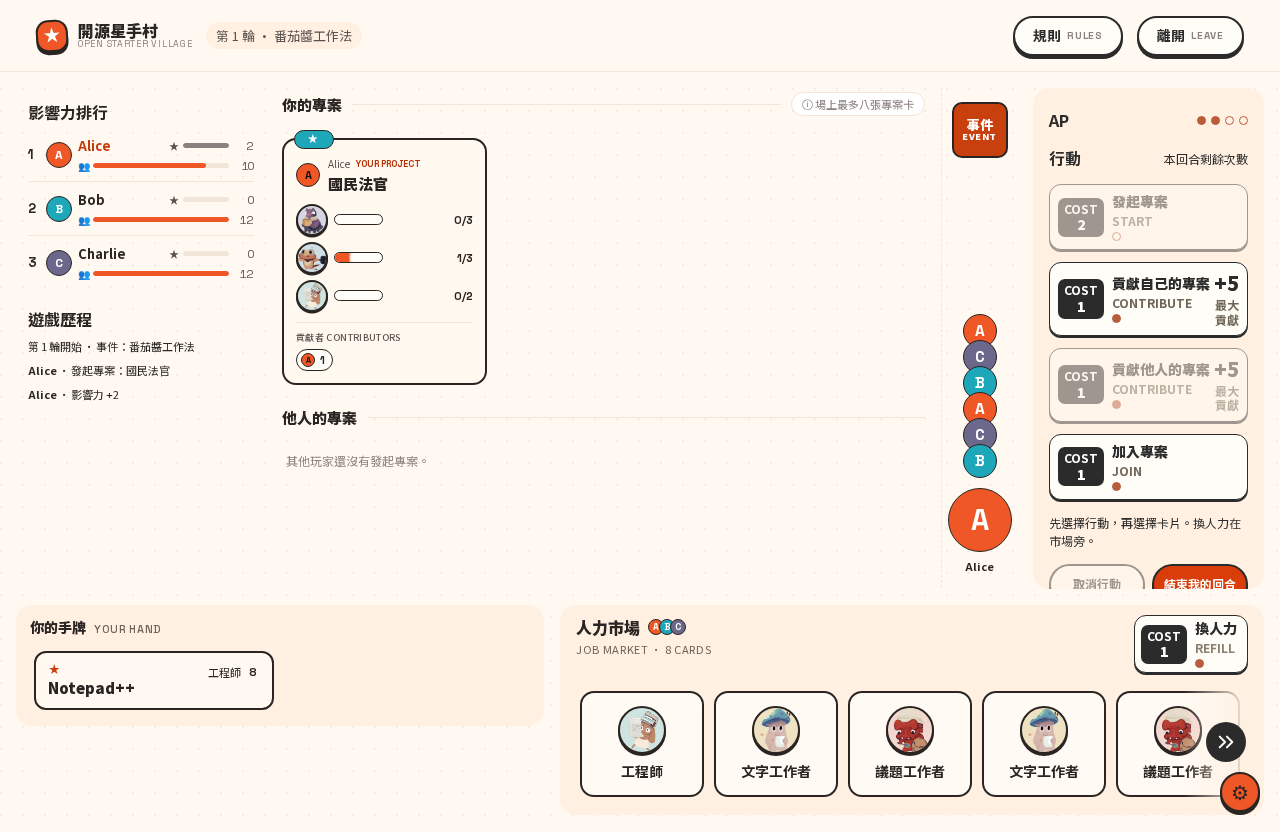 開源星手村
OPEN STARTER VILLAGE
第 1 輪 · 番茄醬工作法
規則 RULES
離開 LEAVE
影響力排行
1 A Alice ★ 2
10
2 B Bob ★ 0
12
3 C Charlie ★ 0
12
遊戲歷程
第 1 輪開始 · 事件：番茄醬工作法
Alice · 發起專案：國民法官
Alice · 影響力 +2
你的專案
ⓘ 場上最多八張專案卡
★
A Alice YOUR PROJECT
國民法官
0/3
1/3
0/2
貢獻者 CONTRIBUTORS
A 1
他人的專案
其他玩家還沒有發起專案。
事件
EVENT
A
C
B
A
C
B
A
Alice
AP
行動 本回合剩餘次數
COST 2
發起專案
START
COST 1
貢獻自己的專案 +5
CONTRIBUTE 最大貢獻
COST 1
貢獻他人的專案 +5
CONTRIBUTE 最大貢獻
COST 1
加入專案
JOIN
先選擇行動，再選擇卡片。換人力在
市場旁。
取消行動
結束我的回合
你的手牌 YOUR HAND
★ 工程師 8
Notepad++
人力市場 A B C
JOB MARKET · 8 CARDS
COST 1
換人力
REFILL
工程師
文字工作者
議題工作者
文字工作者
議題工作者